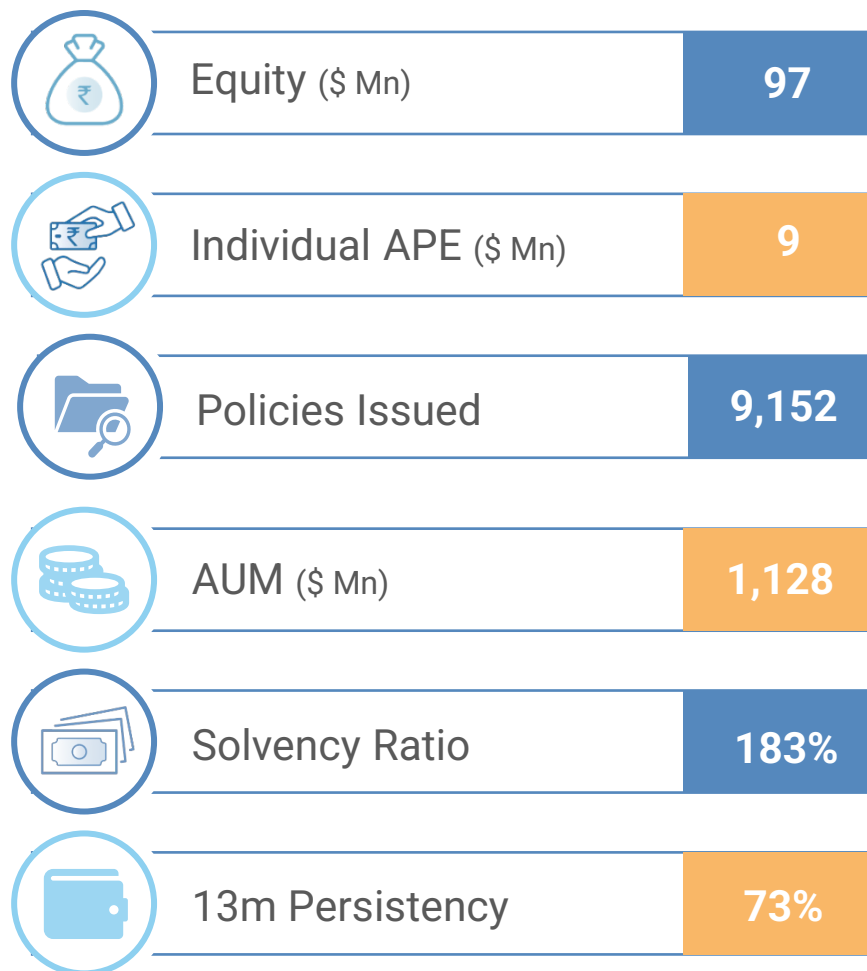 ₹
Equity ($ Mn) 97
₹
Individual APE ($ Mn) 9
Policies Issued 9,152
AUM ($ Mn) 1,128
Solvency Ratio 183%
13m Persistency 73%